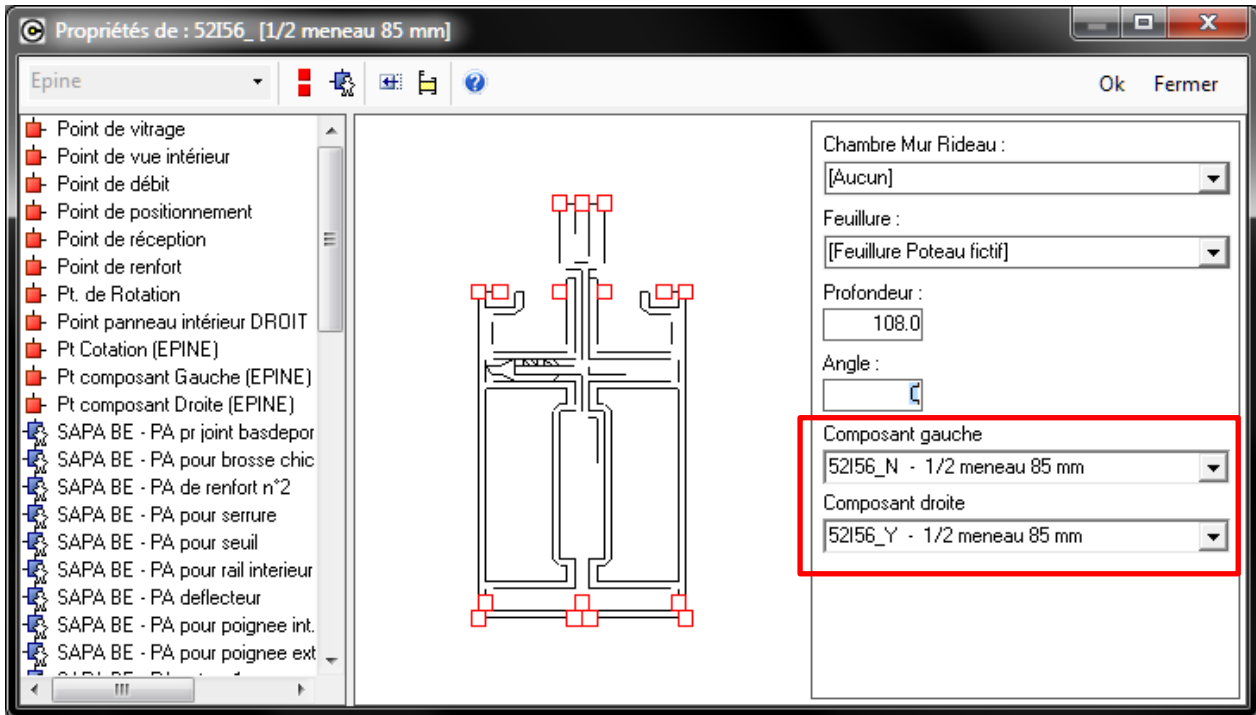 Propriétés de : 52I56_ [1/2 meneau 85 mm]
Epine
Ok Fermer
Point de vitrage
Point de vue intérieur
Point de débit
Point de positionnement
Point de réception
Point de renfort
Pt. de Rotation
Point panneau intérieur DROIT
Pt Cotation (EPINE)
Pt composant Gauche (EPINE)
Pt composant Droite (EPINE)
SAPA BE - PA pr joint basdepor
SAPA BE - PA pour brosse chic
SAPA BE - PA de renfort n°2
SAPA BE - PA pour serrure
SAPA BE - PA pour seuil
SAPA BE - PA pour rail interieur
SAPA BE - PA deflecteur
SAPA BE - PA pour poignee int.
SAPA BE - PA pour poignee ext
Chambre Mur Rideau :
[Aucun]
Feuillure :
[Feuillure Poteau fictif]
Profondeur :
108.0
Angle :
Composant gauche
52I56_N - 1/2 meneau 85 mm
Composant droite
52I56_Y - 1/2 meneau 85 mm